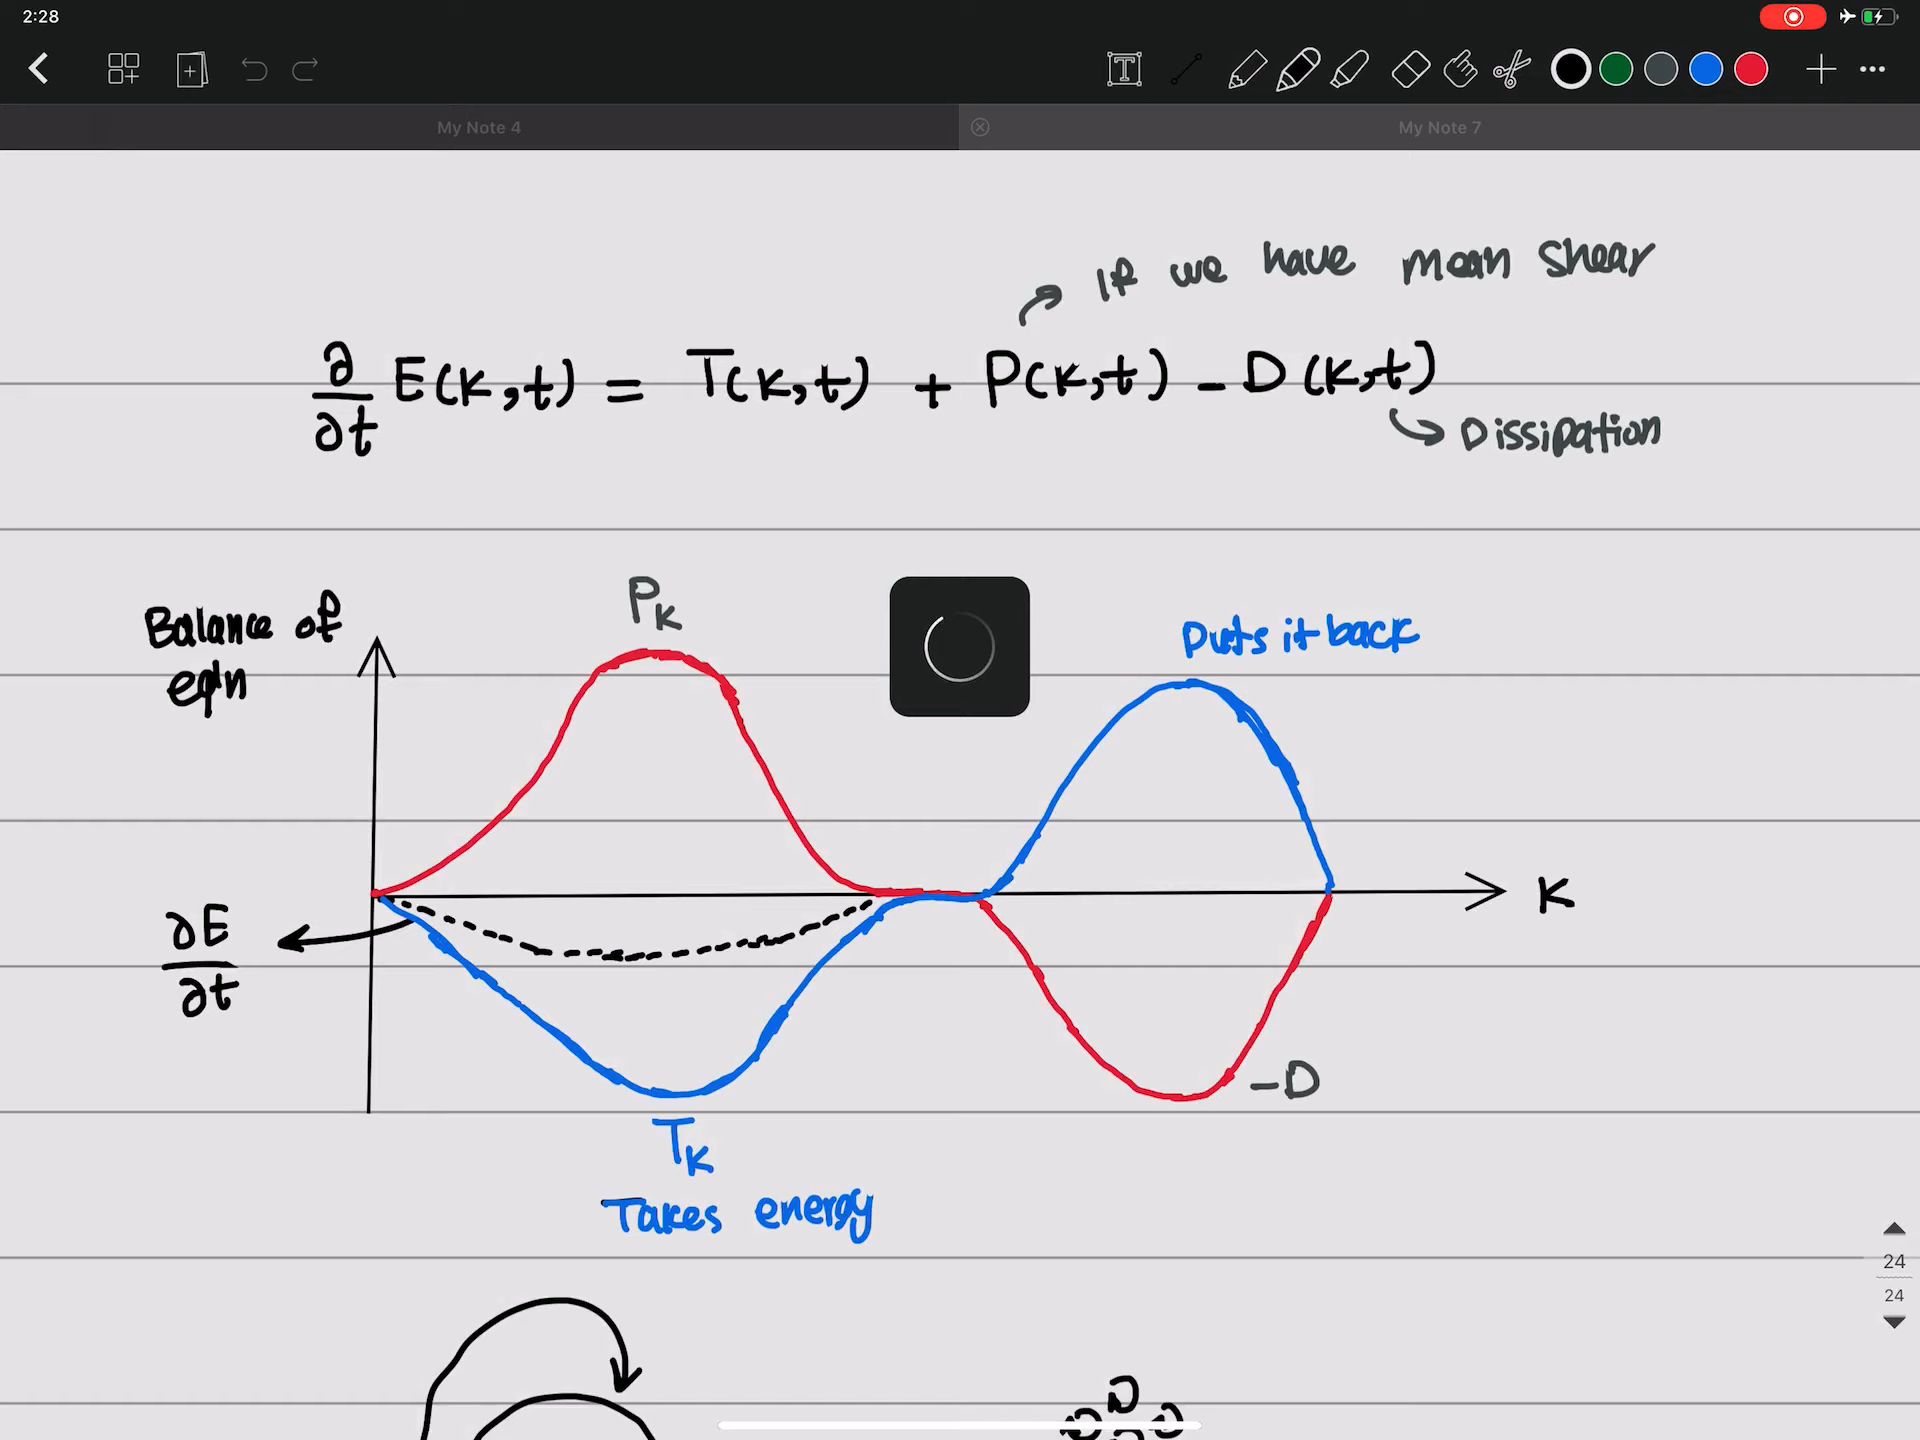 2:28
My Note 4
My Note 7
If we have mean shear
∂/∂t E(K,t) = T(K,t) + P(K,t) - D(K,t)
Dissipation
Balance of
eq'n
PK
Puts it back
K
∂E/∂t
-D
TK
Takes energy
24
24